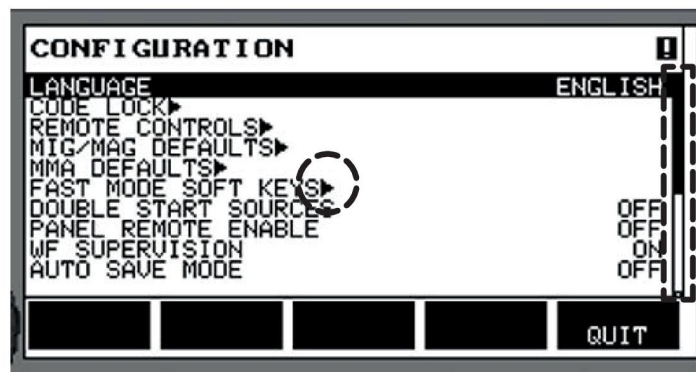 CONFIGURATION !
LANGUAGE ENGLISH
CODE LOCK▶
REMOTE CONTROLS▶
MIG/MAG DEFAULTS▶
MMA DEFAULTS▶
FAST MODE SOFT KEYS▶
DOUBLE START SOURCES OFF
PANEL REMOTE ENABLE OFF
WF SUPERVISION ON
AUTO SAVE MODE OFF
QUIT